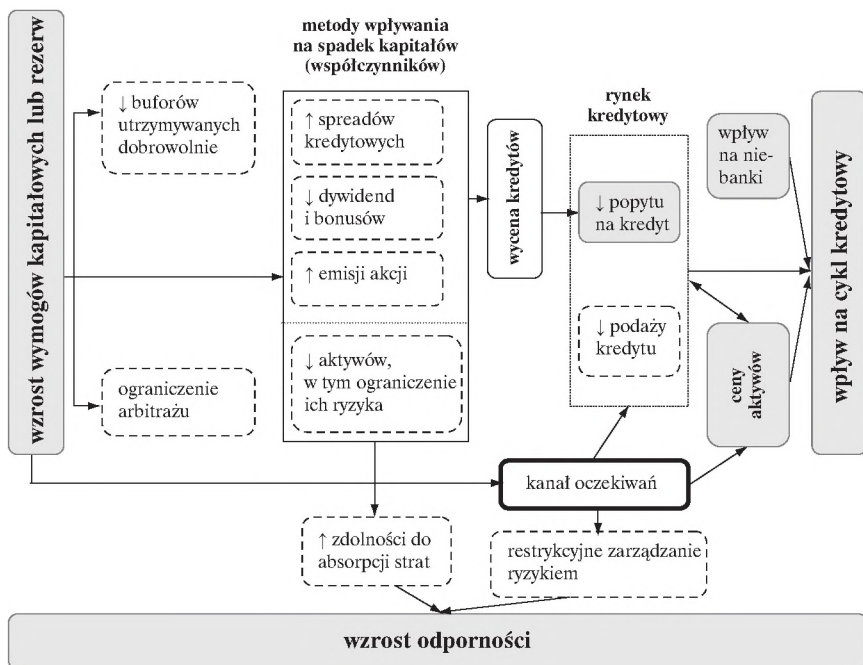 wzrost wymogów kapitałowych lub rezerw
↓ buforów
utrzymywanych
dobrowolnie
ograniczenie
arbitrażu
metody wpływania
na spadek kapitałów
(współczynników)
↑ spreadów
kredytowych
↓ dywidend
i bonusów
↑ emisji akcji
↓ aktywów,
w tym ograniczenie
ich ryzyka
wycena kredytów
rynek
kredytowy
↓ popytu
na kredyt
↓ podaży
kredytu
wpływ
na nie-
banki
ceny
aktywów
wpływ na cykl kredytowy
kanał oczekiwań
↑ zdolności do
absorpcji strat
restrykcyjne zarządzanie
ryzykiem
wzrost odporności